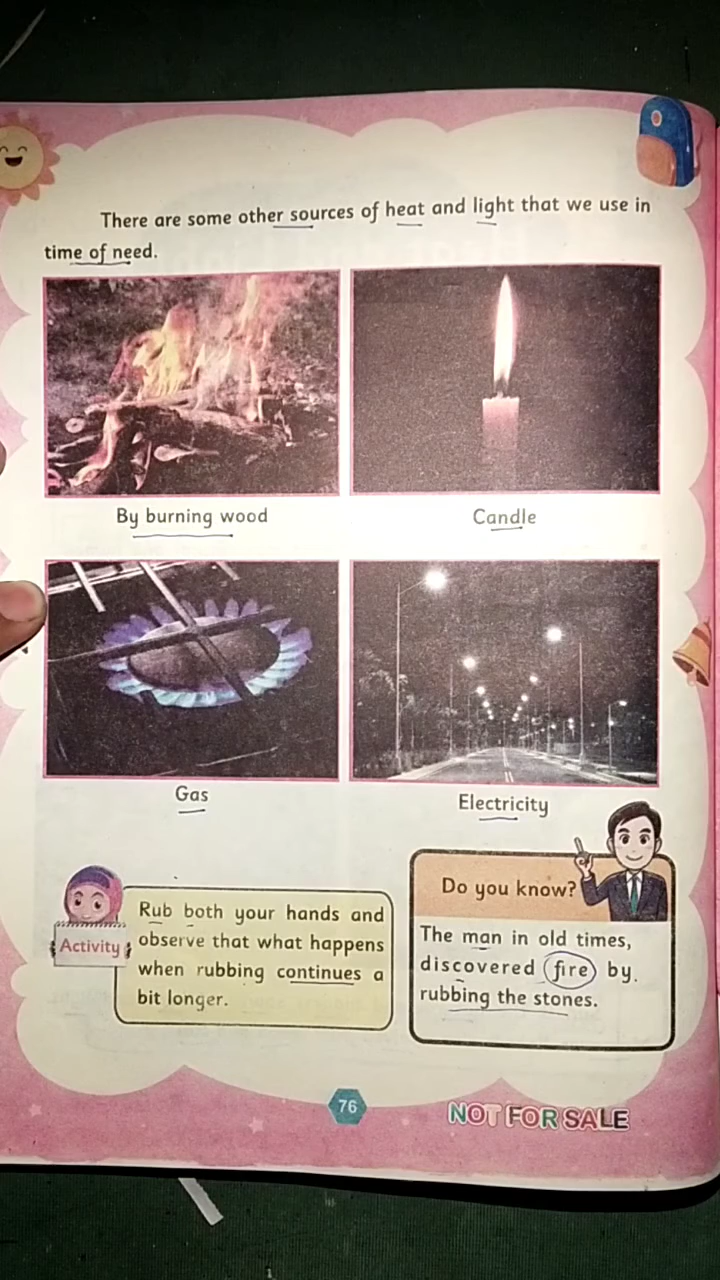 There are some other sources of heat and light that we use in
time of need.
By burning wood
Candle
Gas
Electricity
Activity
Rub both your hands and
observe that what happens
when rubbing continues a
bit longer.
Do you know?
The man in old times,
discovered fire by
rubbing the stones.
76
NOT FOR SALE